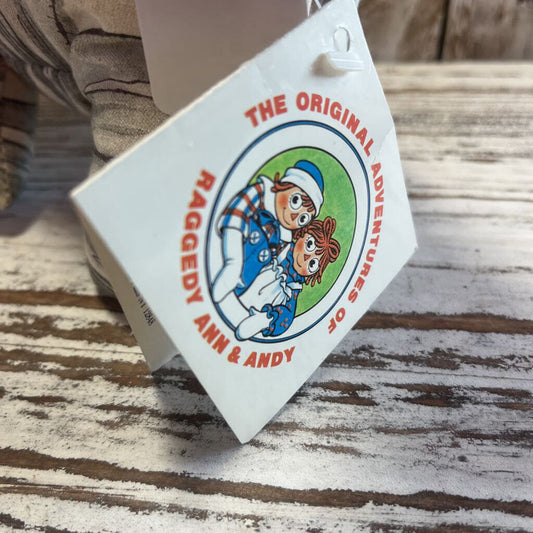 THE ORIGINAL ADVENTURES OF
RAGGEDY ANN & ANDY